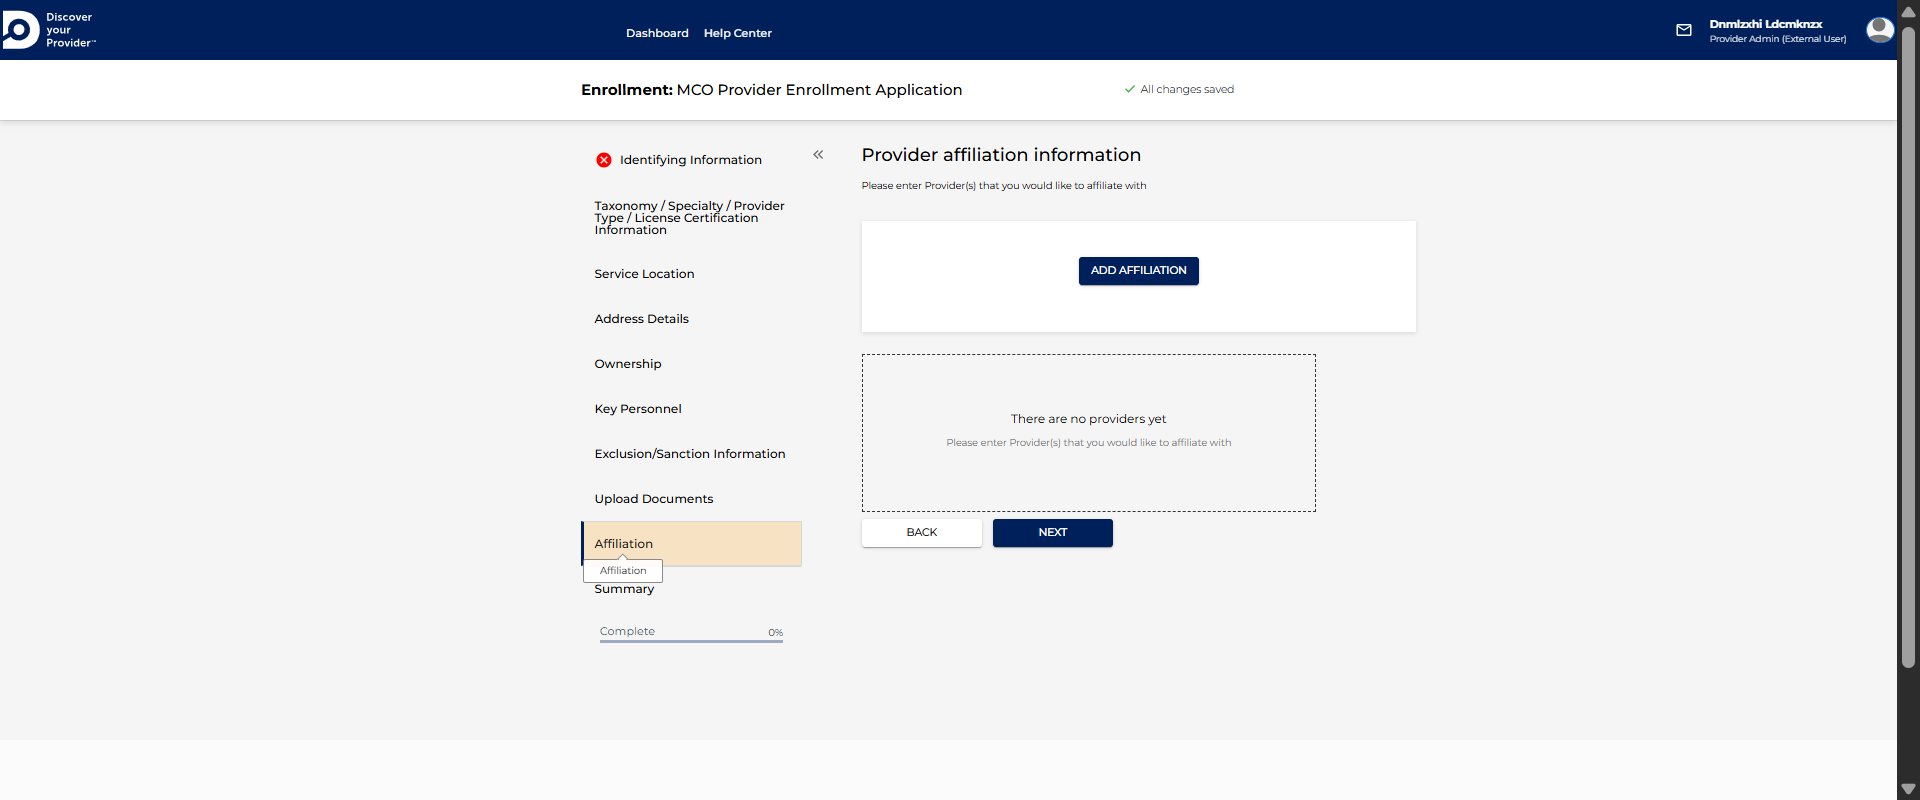 Discover
your
Provider™
Dashboard
Help Center
Dnmlzxhi Ldcmknzx
Provider Admin (External User)
Enrollment: MCO Provider Enrollment Application
All changes saved
Identifying Information
Taxonomy / Specialty / Provider
Type / License Certification
Information
Service Location
Address Details
Ownership
Key Personnel
Exclusion/Sanction Information
Upload Documents
Affiliation
Affiliation
Summary
Complete 0%
Provider affiliation information
Please enter Provider(s) that you would like to affiliate with
ADD AFFILIATION
There are no providers yet
Please enter Provider(s) that you would like to affiliate with
BACK
NEXT